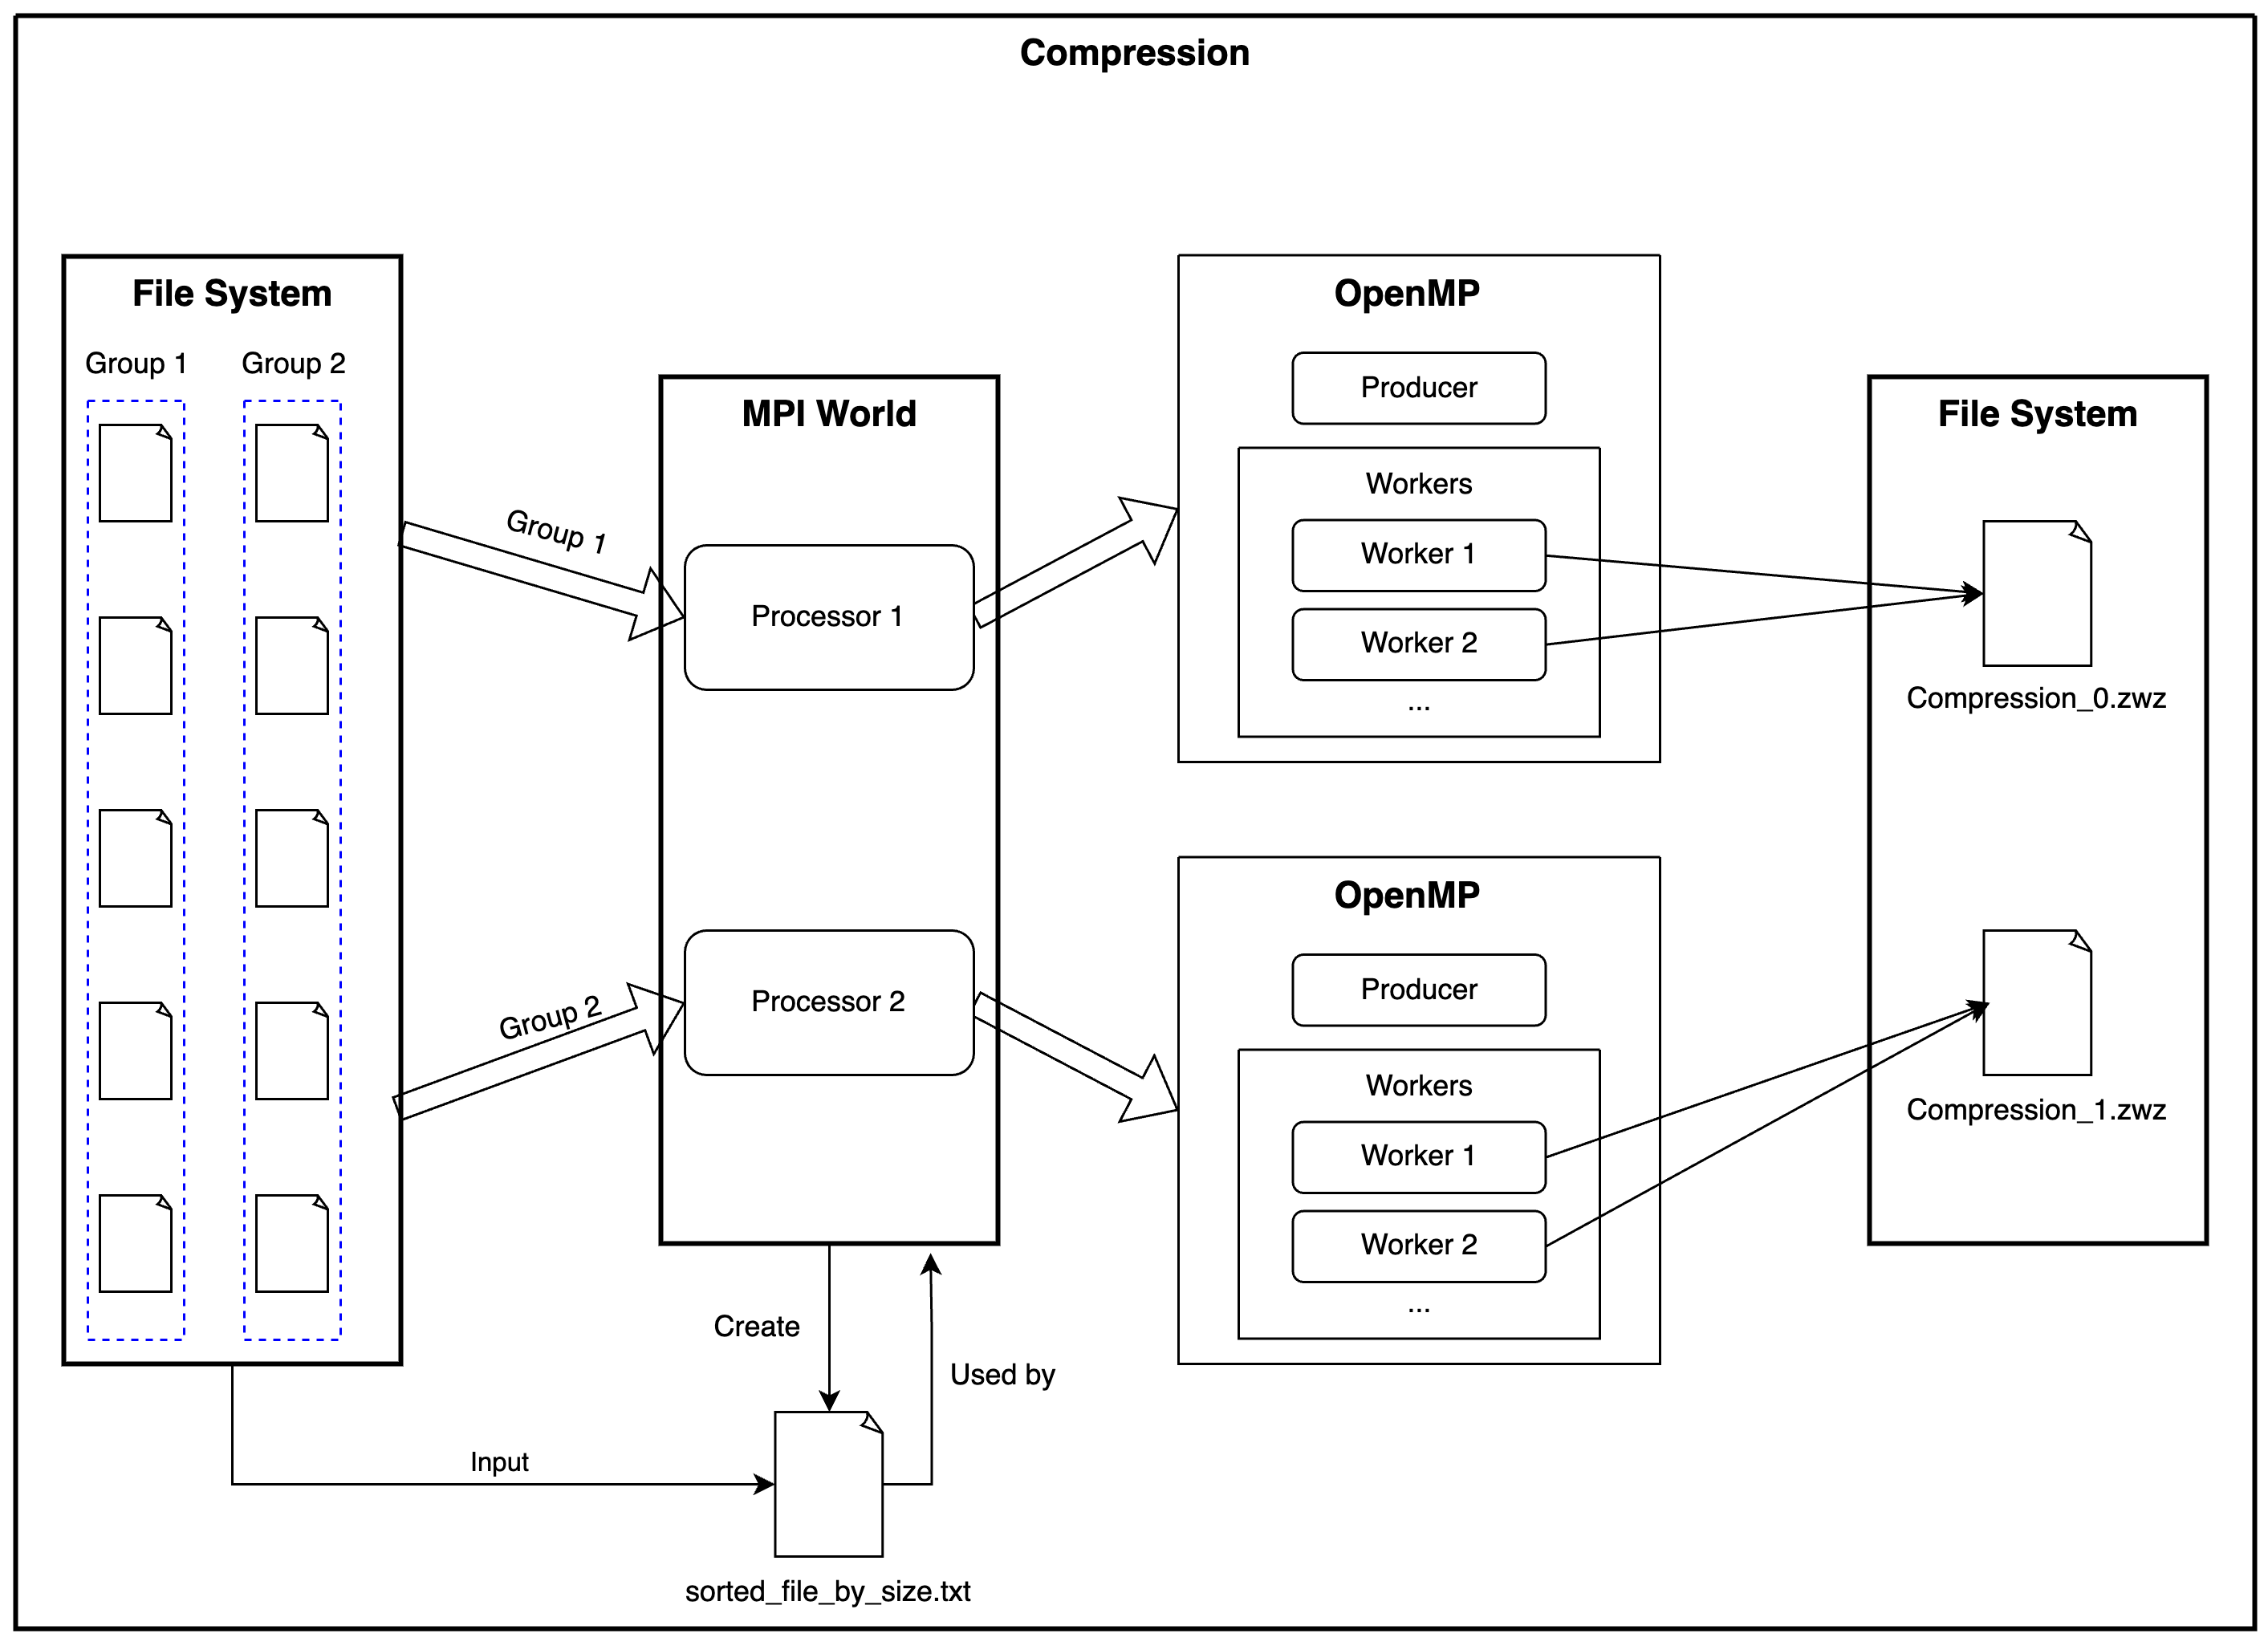 Compression
File System
Group 1
Group 2
Group 1
Group 2
MPI World
Processor 1
Processor 2
Create
Used by
Input
sorted_file_by_size.txt
OpenMP
Producer
Workers
Worker 1
Worker 2
...
OpenMP
Producer
Workers
Worker 1
Worker 2
...
File System
Compression_0.zwz
Compression_1.zwz